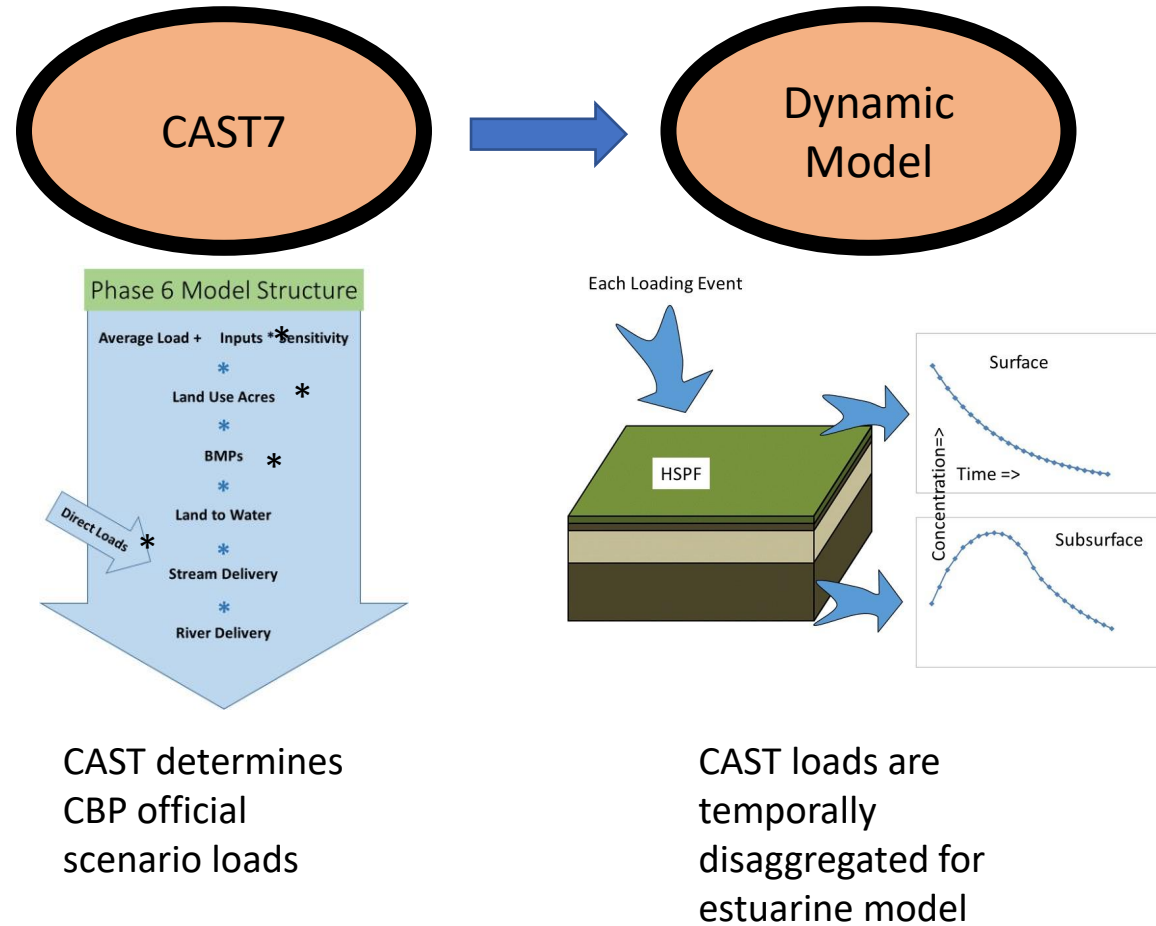 CAST7
Dynamic
Model
Phase 6 Model Structure
Average Load + Inputs * * Sensitivity
*
Land Use Acres *
*
BMPs *
*
Land to Water
Direct Loads *
*
Stream Delivery
*
River Delivery
Each Loading Event
HSPF
Surface
Concentration=>
Time =>
Subsurface
CAST determines
CBP official
scenario loads
CAST loads are
temporally
disaggregated for
estuarine model